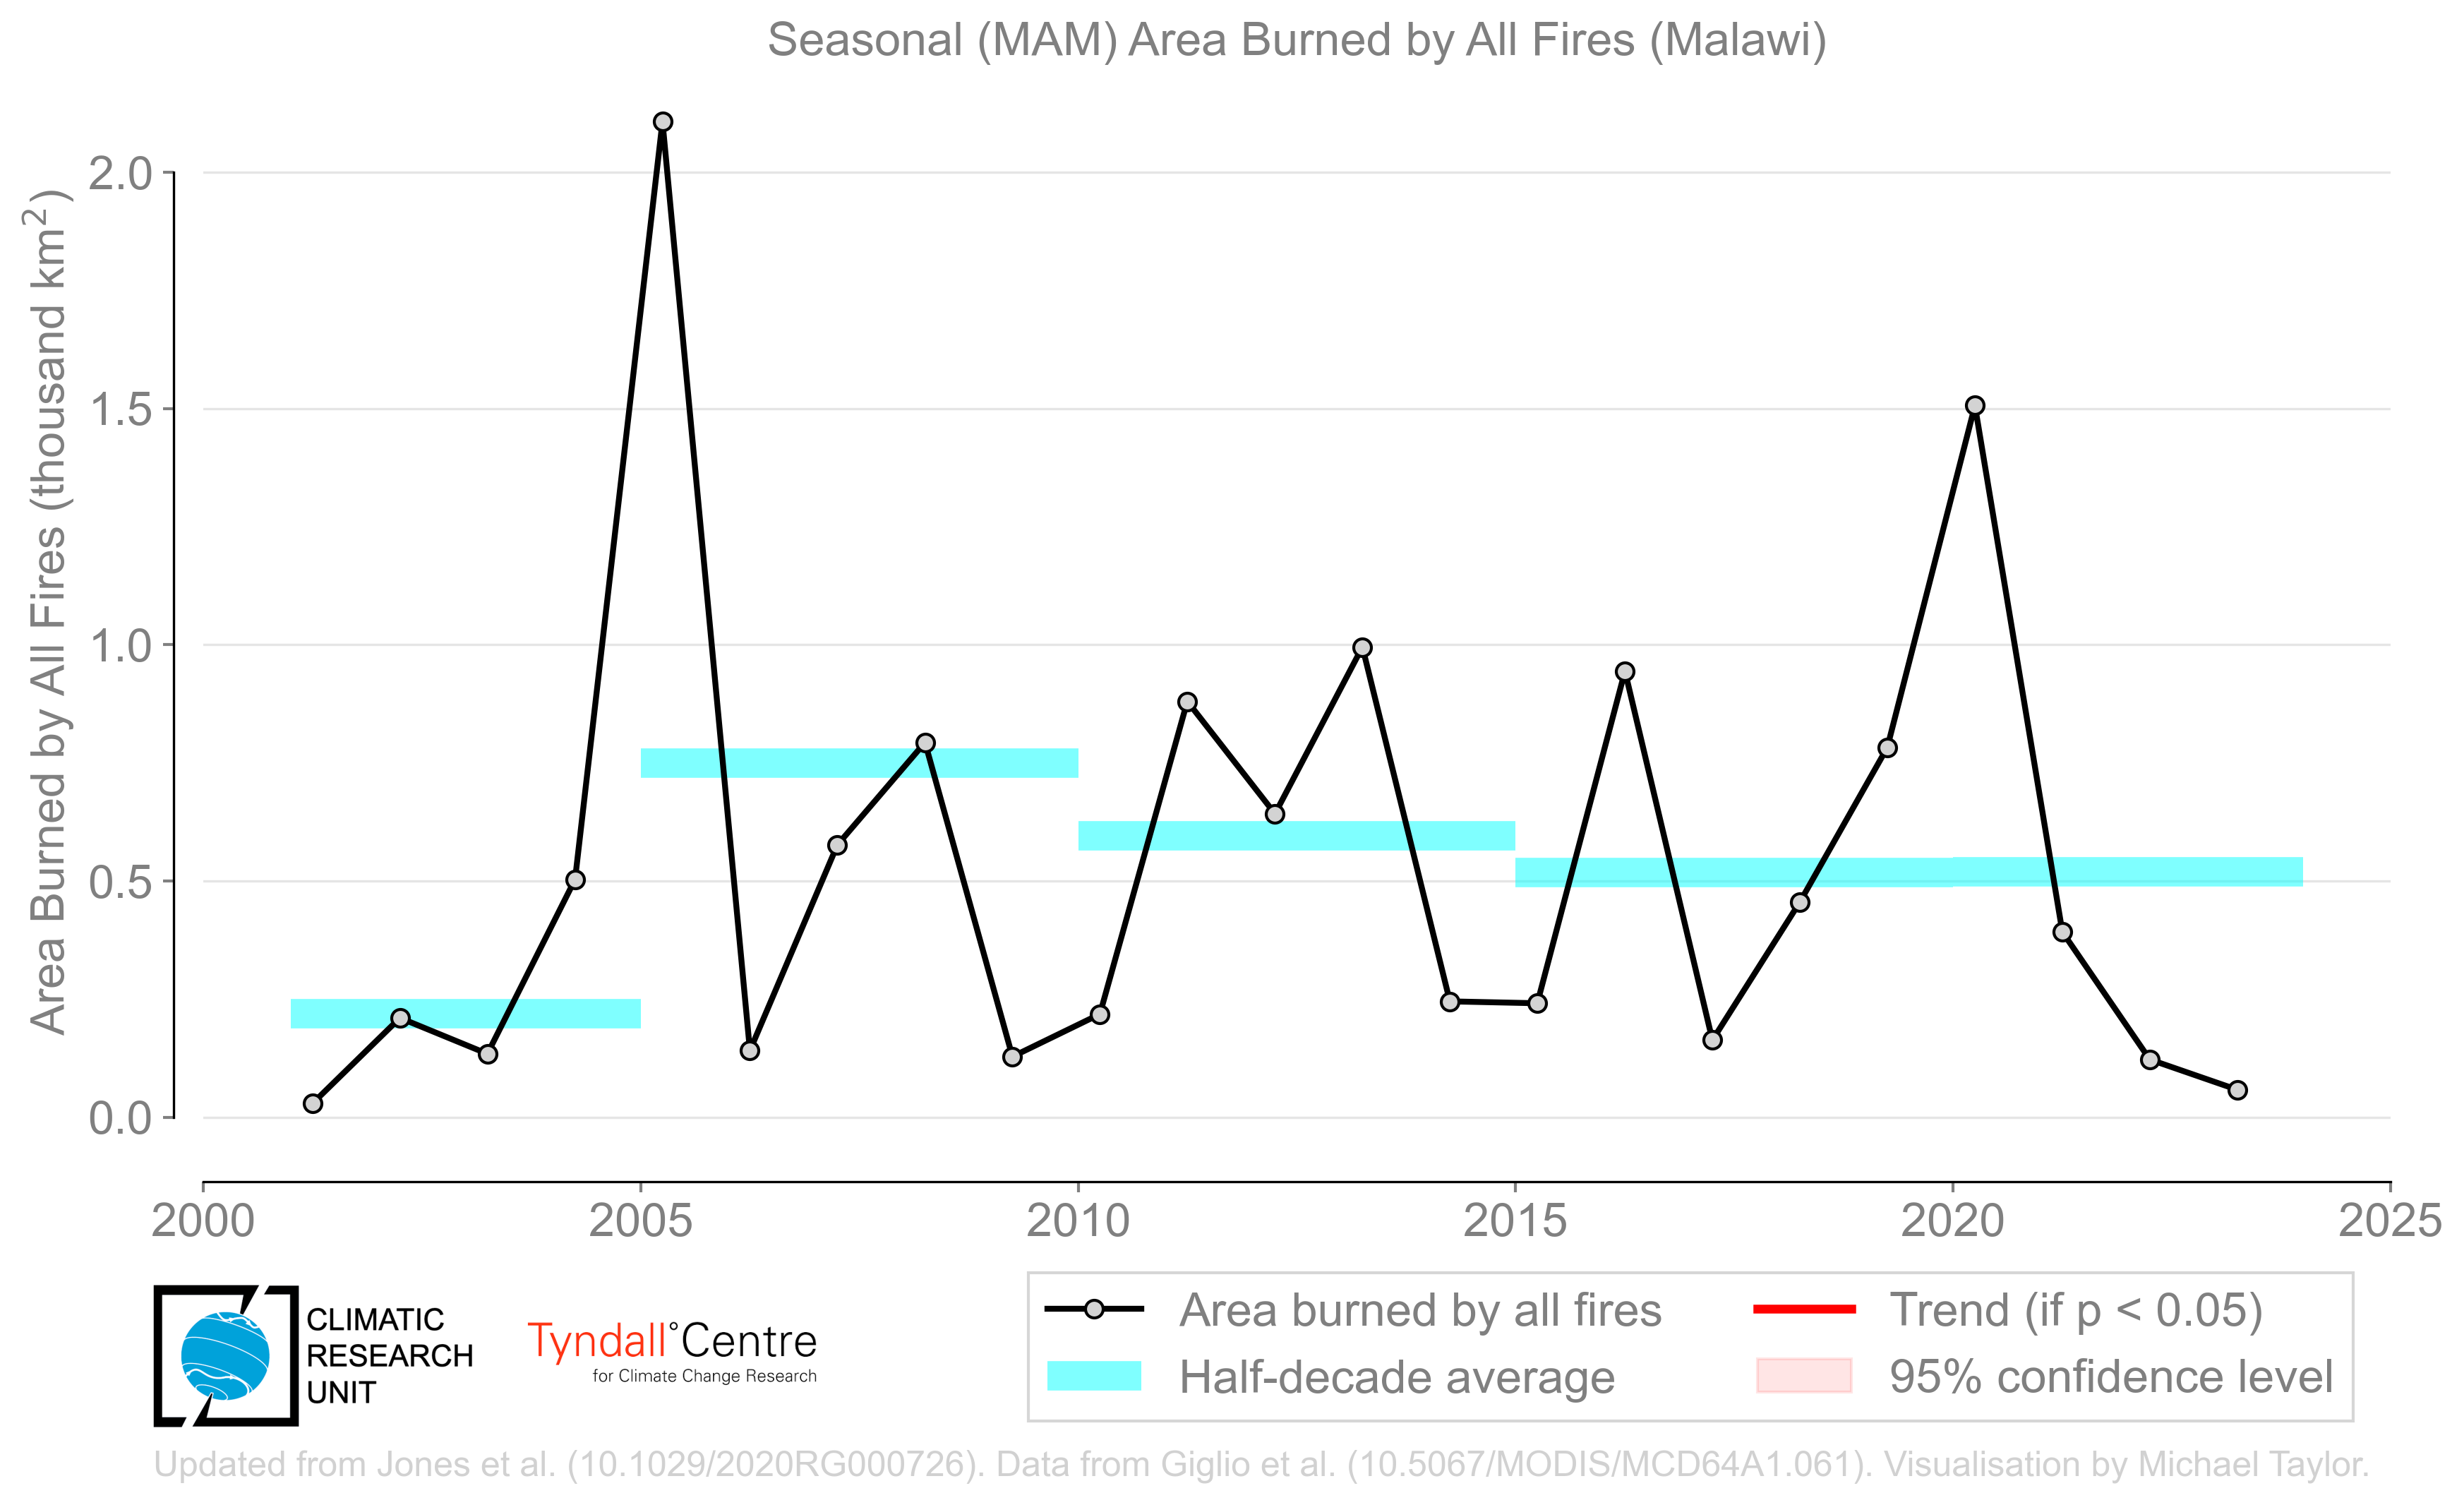 Seasonal (MAM) Area Burned by All Fires (Malawi)
Area Burned by All Fires (thousand km²)
2.0
1.5
1.0
0.5
0.0
2000 2005 2010 2015 2020 2025
CLIMATIC
RESEARCH
UNIT
Tyndall°Centre
for Climate Change Research
Area burned by all fires
Half-decade average
Trend (if p < 0.05)
95% confidence level
Updated from Jones et al. (10.1029/2020RG000726). Data from Giglio et al. (10.5067/MODIS/MCD64A1.061). Visualisation by Michael Taylor.